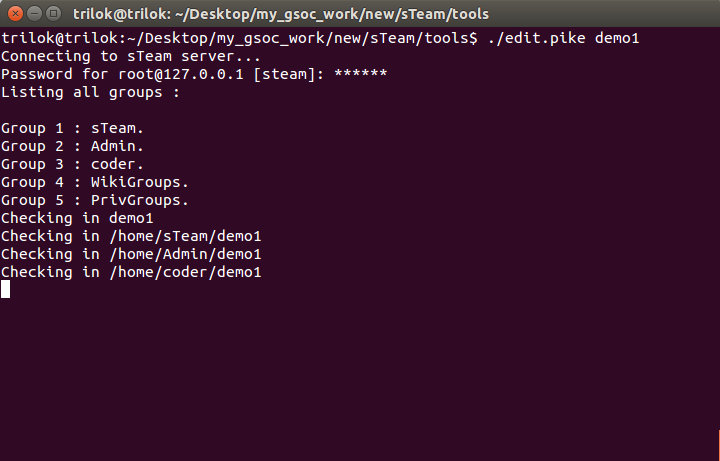 trilok@trilok: ~/Desktop/my_gsoc_work/new/sTeam/tools
trilok@trilok:~/Desktop/my_gsoc_work/new/sTeam/tools$ ./edit.pike demo1
Connecting to sTeam server...
Password for root@127.0.0.1 [steam]: ******
Listing all groups :
Group 1 : sTeam.
Group 2 : Admin.
Group 3 : coder.
Group 4 : WikiGroups.
Group 5 : PrivGroups.
Checking in demo1
Checking in /home/sTeam/demo1
Checking in /home/Admin/demo1
Checking in /home/coder/demo1